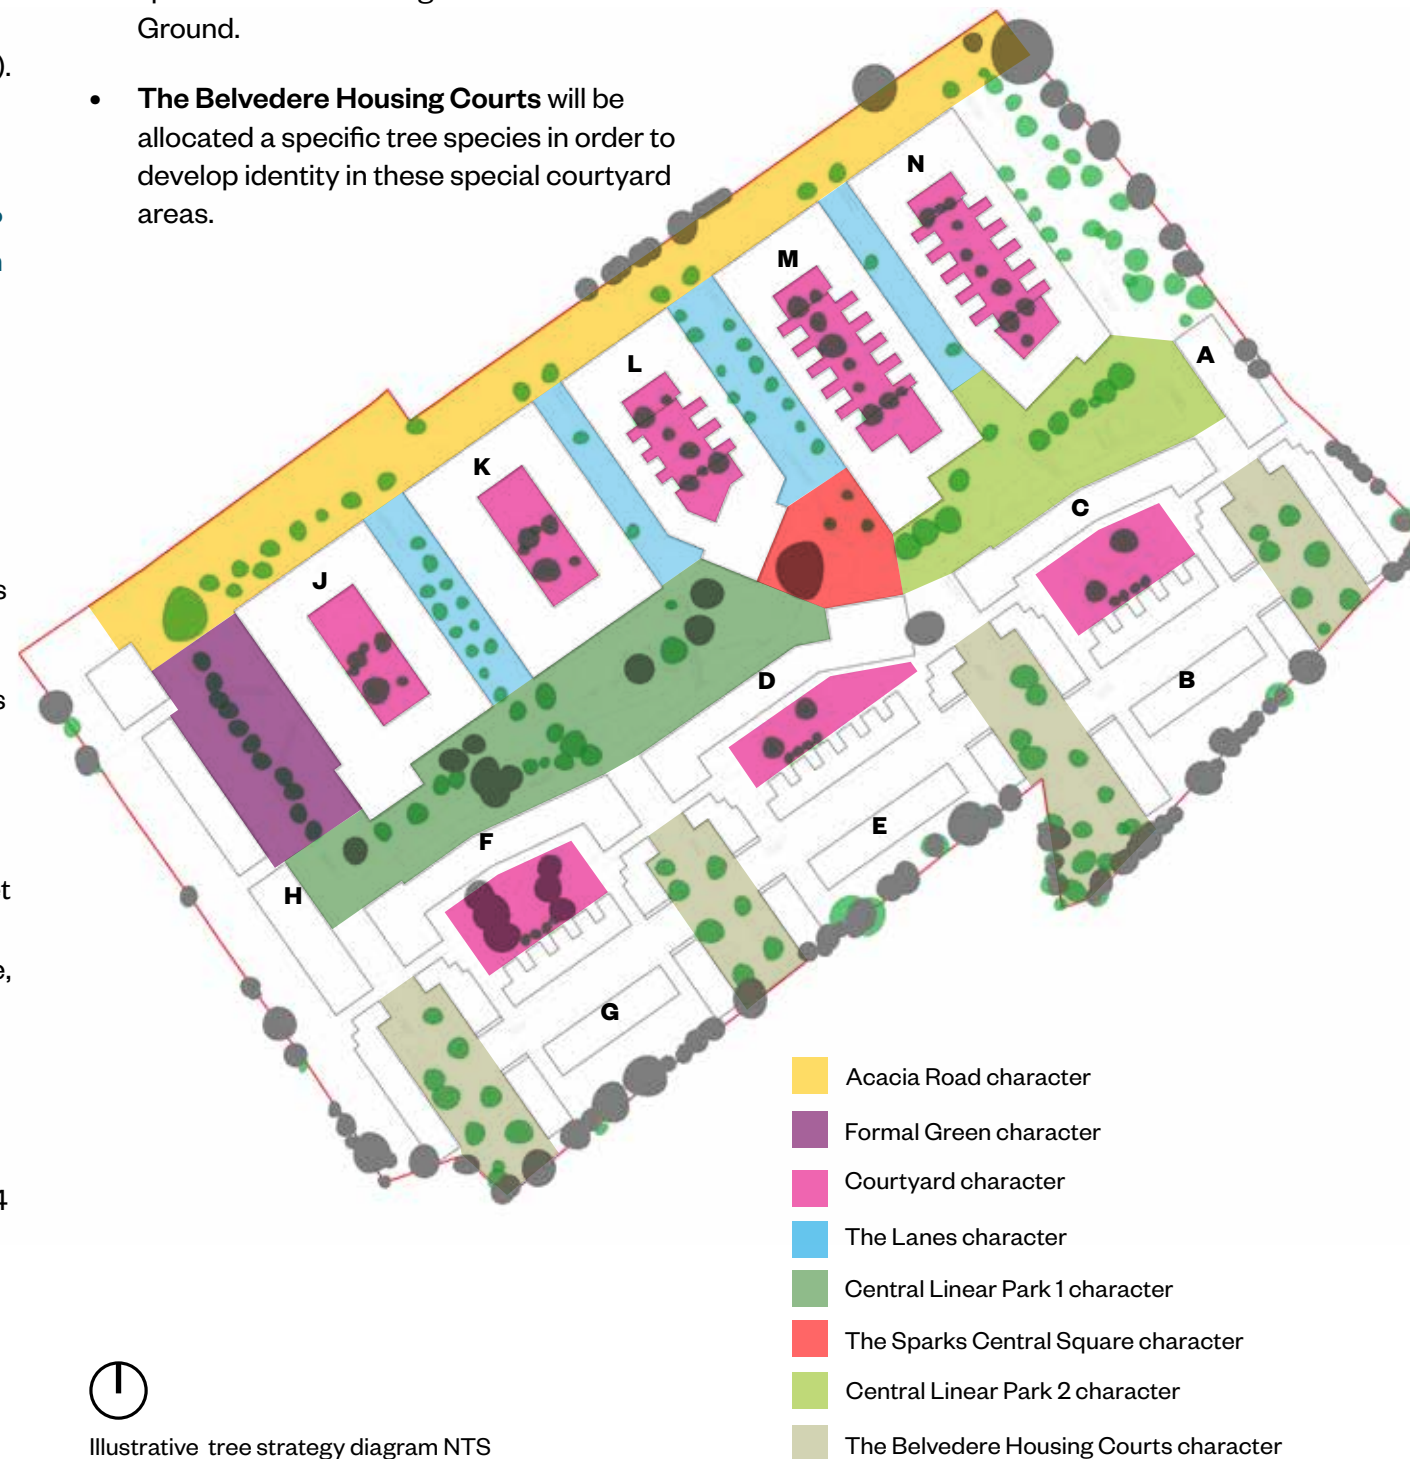 Ground.
).
• The Belvedere Housing Courts will be
allocated a specific tree species in order to
develop identity in these special courtyard
areas.
s
s
et
e,
4
N
M
A
L
K
C
J
D
B
E
F
H
G
Acacia Road character
Formal Green character
Courtyard character
The Lanes character
Central Linear Park 1 character
The Sparks Central Square character
Central Linear Park 2 character
The Belvedere Housing Courts character
Illustrative tree strategy diagram NTS